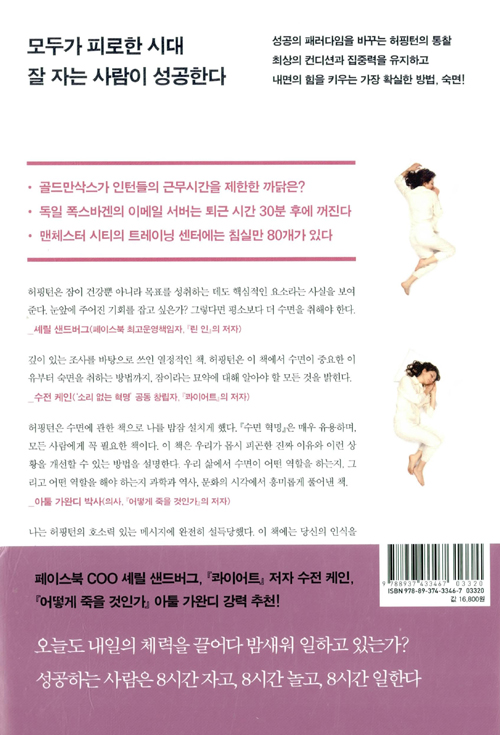 모두가 피로한 시대
잘 자는 사람이 성공한다
성공의 패러다임을 바꾸는 허핑턴의 통찰
최상의 컨디션과 집중력을 유지하고
내면의 힘을 키우는 가장 확실한 방법, 숙면!
• 골드만삭스가 인턴들의 근무시간을 제한한 까닭은?
• 독일 폭스바겐의 이메일 서버는 퇴근 시간 30분 후에 꺼진다
• 맨체스터 시티의 트레이닝 센터에는 침실만 80개가 있다
허핑턴은 잠이 건강뿐 아니라 목표를 성취하는 데도 핵심적인 요소라는 사실을 보여
준다. 눈앞에 주어진 기회를 잡고 싶은가? 그렇다면 평소보다 더 수면을 취해야 한다.
_셰릴 샌드버그(페이스북 최고운영책임자, 『린 인』의 저자)
깊이 있는 조사를 바탕으로 쓰인 열정적인 책. 허핑턴은 이 책에서 수면이 중요한 이
유부터 숙면을 취하는 방법까지, 잠이라는 묘약에 대해 알아야 할 모든 것을 밝힌다.
_수전 케인('소리 없는 혁명' 공동 창립자, 『콰이어트』의 저자)
허핑턴은 수면에 관한 책으로 나를 밤잠 설치게 했다. 『수면 혁명』은 매우 유용하며,
모든 사람에게 꼭 필요한 책이다. 이 책은 우리가 몹시 피곤한 진짜 이유와 이런 상
황을 개선할 수 있는 방법을 설명한다. 우리 삶에서 수면이 어떤 역할을 하는지, 그
리고 어떤 역할을 해야 하는지 과학과 역사, 문화의 시각에서 흥미롭게 풀어낸 책.
_아툴 가완디 박사(의사, 『어떻게 죽을 것인가』의 저자)
나는 허핑턴의 호소력 있는 메시지에 완전히 설득당했다. 이 책에는 당신의 인식을
페이스북 COO 셰릴 샌드버그, 『콰이어트』 저자 수전 케인,
『어떻게 죽을 것인가』 아툴 가완디 강력 추천!
오늘도 내일의 체력을 끌어다 밤새워 일하고 있는가?
성공하는 사람은 8시간 자고, 8시간 놀고, 8시간 일한다
9 788937 433467 03320
ISBN 978-89-374-3346-7 03320
값 16,800원